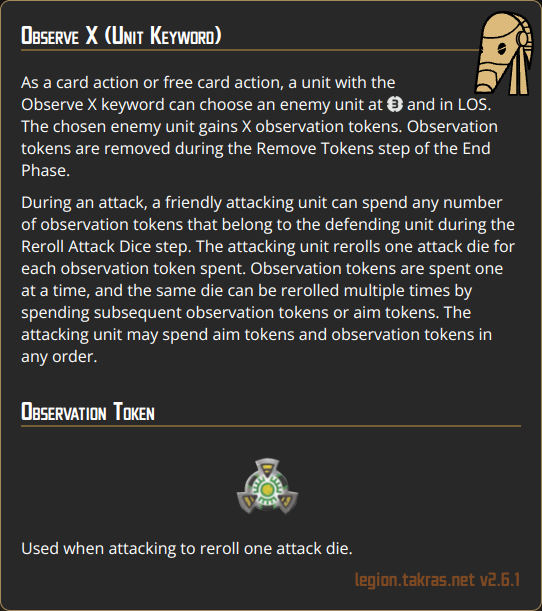 Observe X (Unit Keyword)
As a card action or free card action, a unit with the
Observe X keyword can choose an enemy unit at 3 and in LOS.
The chosen enemy unit gains X observation tokens. Observation
tokens are removed during the Remove Tokens step of the End
Phase.
During an attack, a friendly attacking unit can spend any number
of observation tokens that belong to the defending unit during the
Reroll Attack Dice step. The attacking unit rerolls one attack die for
each observation token spent. Observation tokens are spent one
at a time, and the same die can be rerolled multiple times by
spending subsequent observation tokens or aim tokens. The
attacking unit may spend aim tokens and observation tokens in
any order.
Observation Token
Used when attacking to reroll one attack die.
legion.takras.net v2.6.1